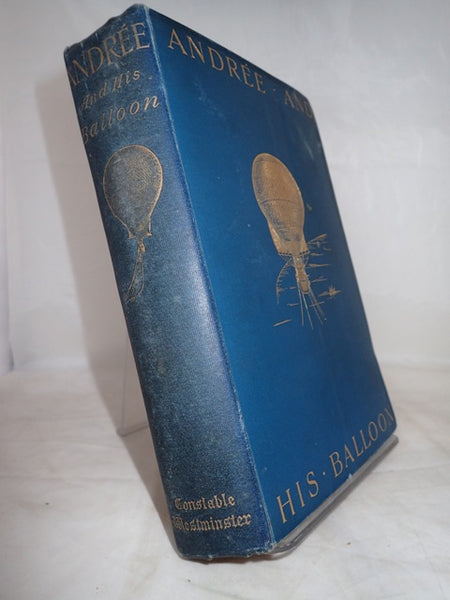 ANDRÉE
And His
Balloon
Constable
Westminster
ANDRÉE · AND
HIS · BALLOON